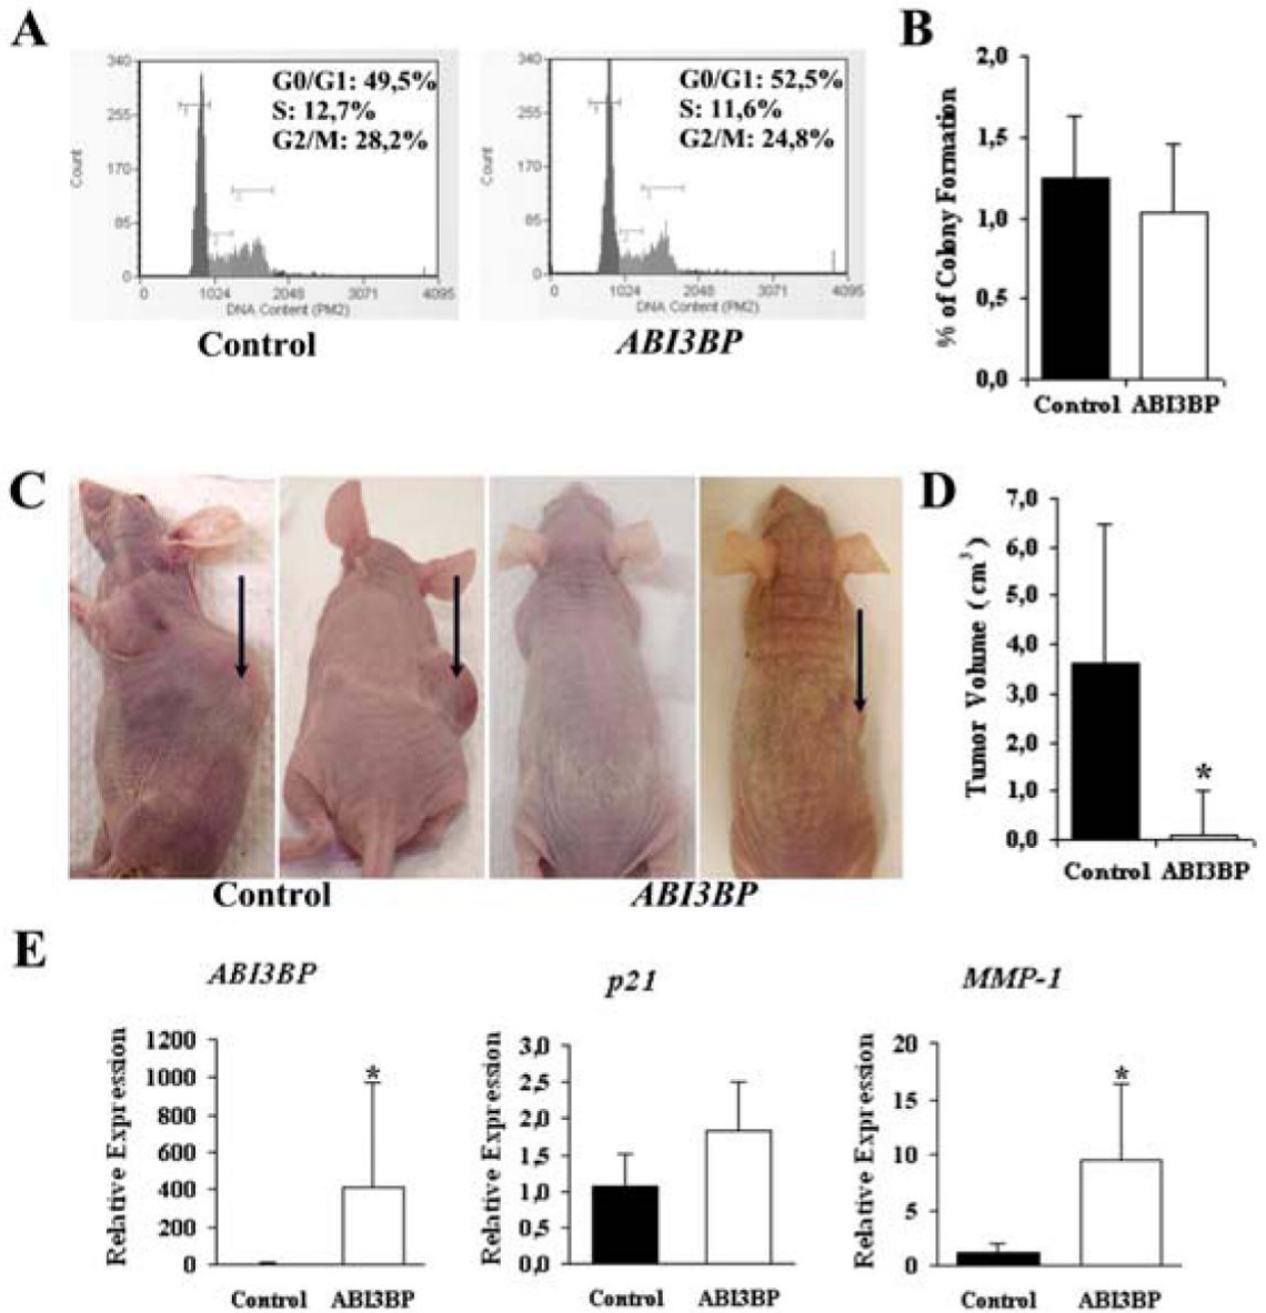 A
340
255
170
85
0
Count
G0/G1: 49,5%
S: 12,7%
G2/M: 28,2%
0 1024 2048 3071 4095
DNA Content (PM2)
Control
340
255
170
85
0
Count
G0/G1: 52,5%
S: 11,6%
G2/M: 24,8%
0 1024 2048 3071 4095
DNA Content (PM2)
ABI3BP
B
% of Colony Formation
2,0
1,5
1,0
0,5
0,0
Control ABI3BP
C
Control
ABI3BP
D
Tumor Volume ( cm³ )
7,0
6,0
5,0
4,0
3,0
2,0
1,0
0,0
*
Control ABI3BP
E
ABI3BP
Relative Expression
1200
1000
800
600
400
200
0
*
Control ABI3BP
p21
Relative Expression
3,0
2,5
2,0
1,5
1,0
0,5
0,0
Control ABI3BP
MMP-1
Relative Expression
20
15
10
5
0
*
Control ABI3BP